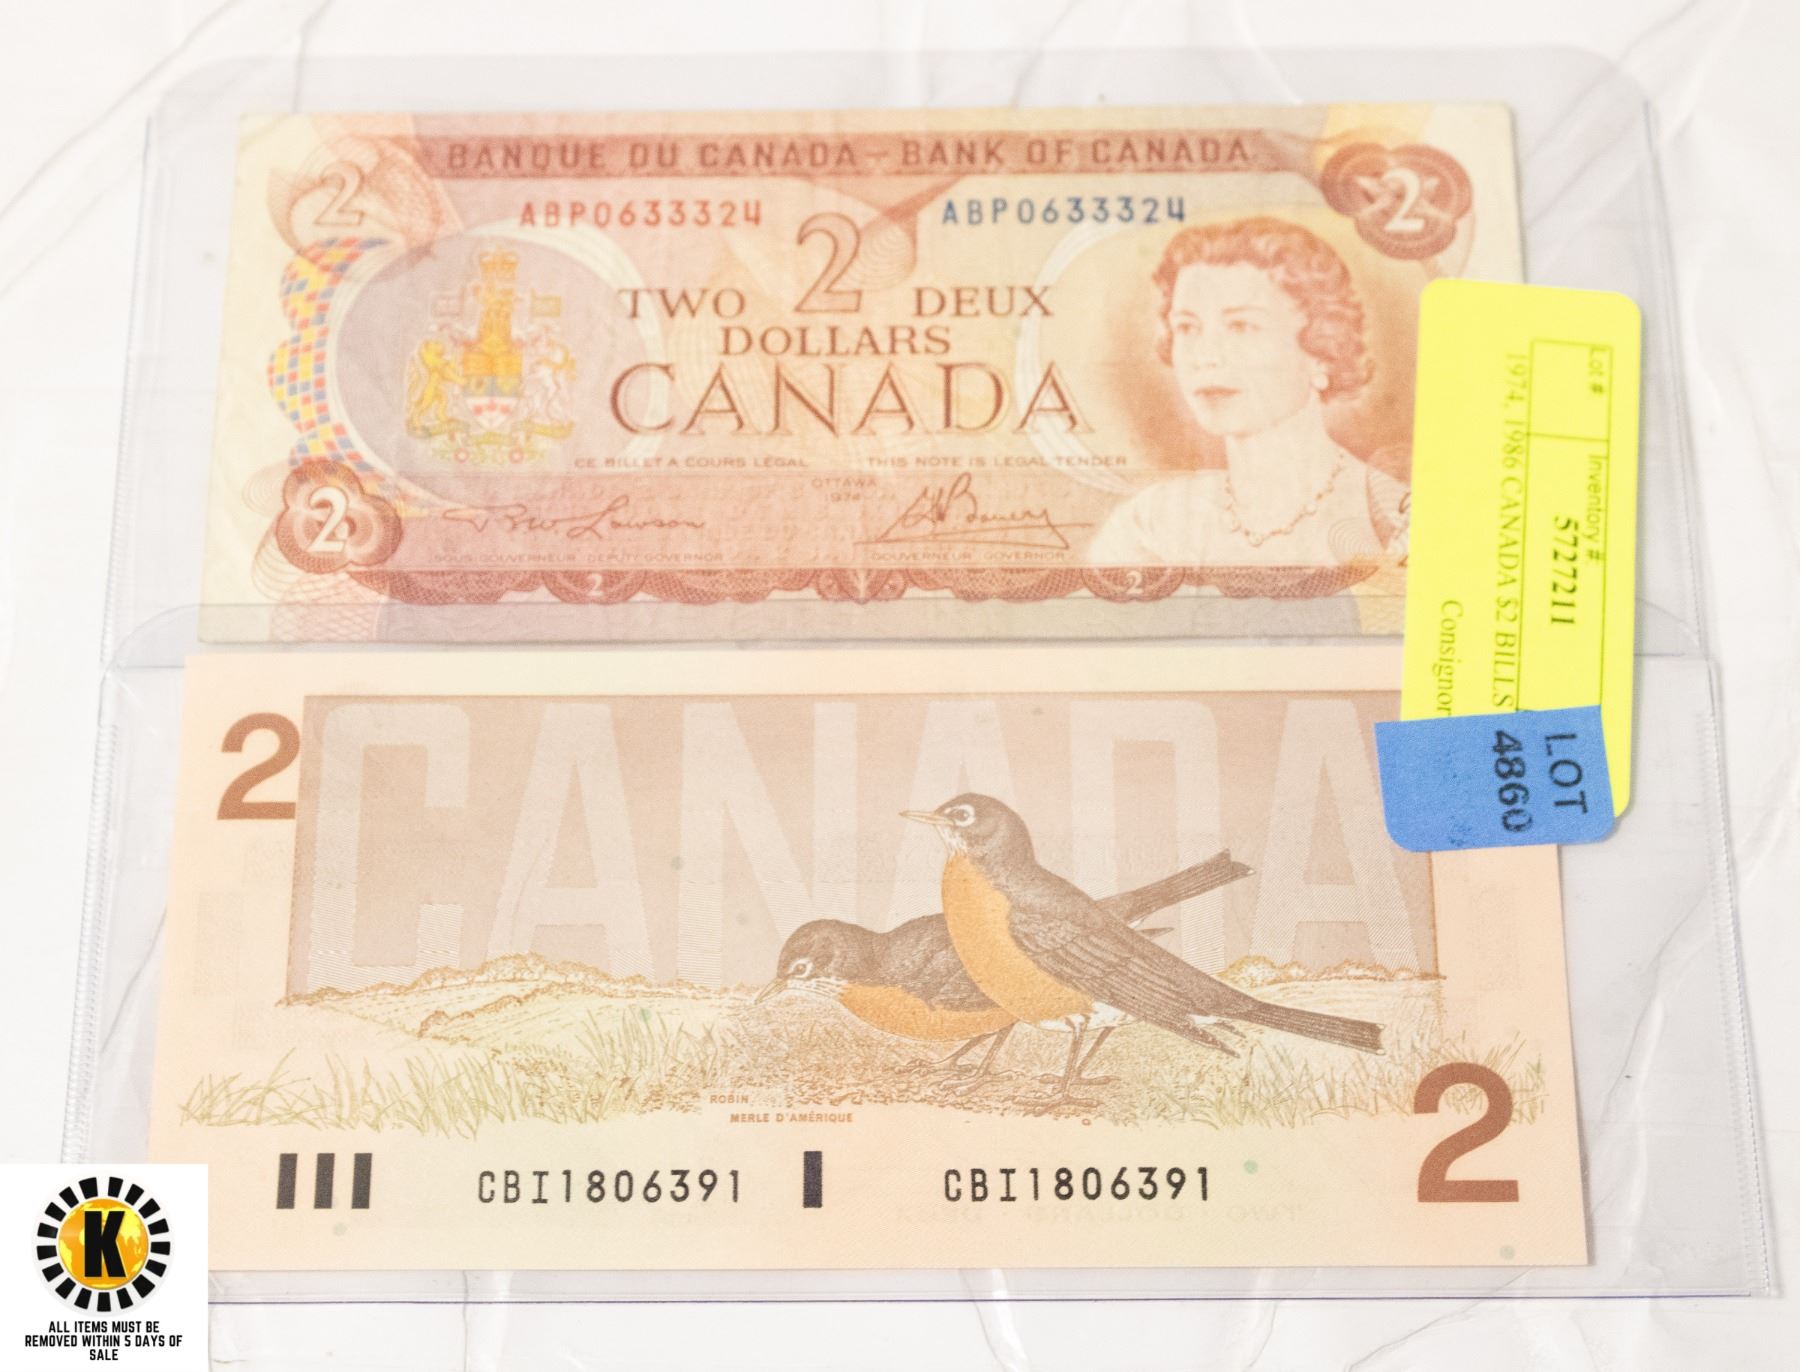 2
BANQUE DU CANADA – BANK OF CANADA
2
ABP0633324
ABP0633324
2
TWO DEUX
DOLLARS
CANADA
CE BILLET A COURS LÉGAL
THIS NOTE IS LEGAL TENDER
OTTAWA
1974
2
SOUS-GOUVERNEUR DEPUTY GOVERNOR
GOUVERNEUR GOVERNOR
2
2
Lot #
Inventory #
572721I
1974, 1986 CANADA $2 BILLS
Consignor
LOT
4860
2
CANADA
ROBIN
MERLE D'AMÉRIQUE
CBI1806391
CBI1806391
2
K
ALL ITEMS MUST BE
REMOVED WITHIN 5 DAYS OF
SALE